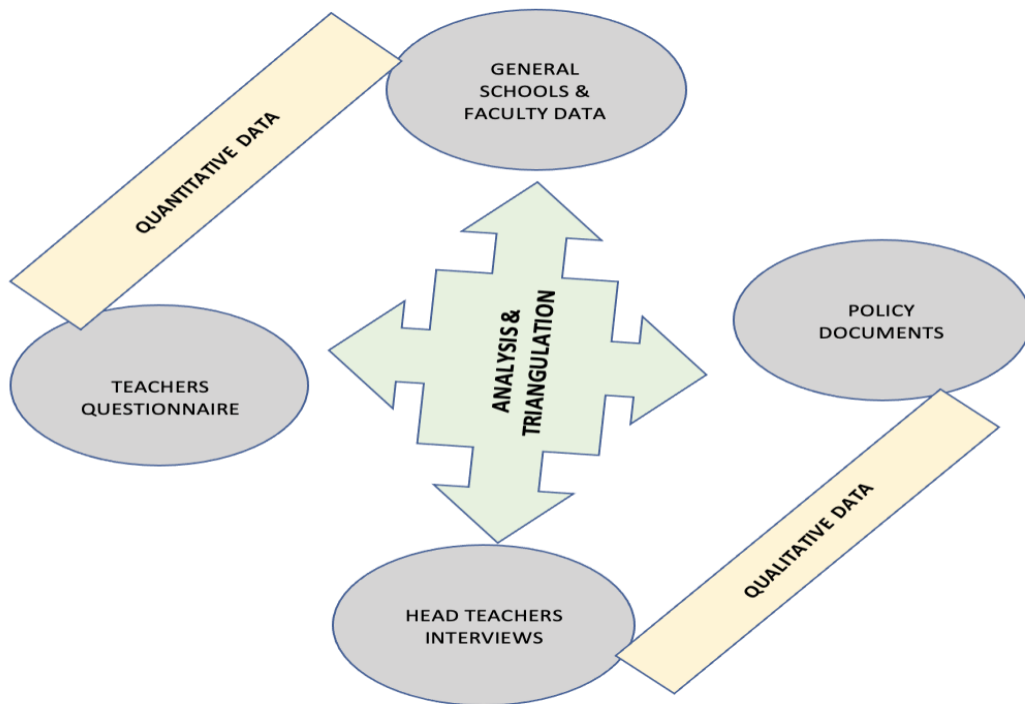 GENERAL
SCHOOLS &
FACULTY DATA
QUANTITATIVE DATA
POLICY
DOCUMENTS
ANALYSIS &
TRIANGULATION
TEACHERS
QUESTIONNAIRE
QUALITATIVE DATA
HEAD TEACHERS
INTERVIEWS